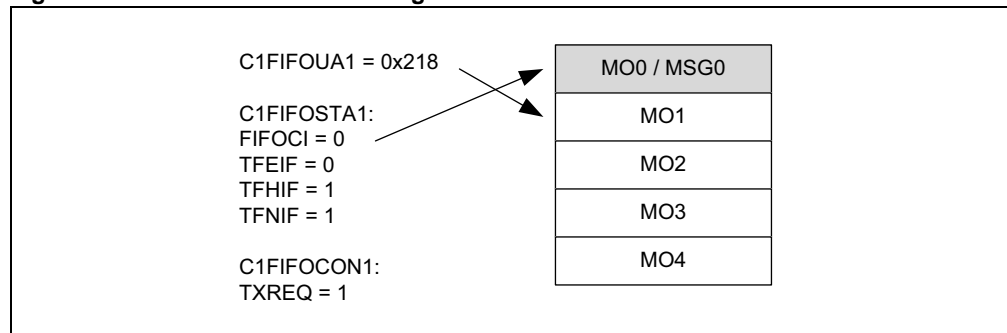 C1FIFOUA1 = 0x218
C1FIFOSTA1:
FIFOCI = 0
TFEIF = 0
TFHIF = 1
TFNIF = 1
C1FIFOCON1:
TXREQ = 1
MO0 / MSG0
MO1
MO2
MO3
MO4